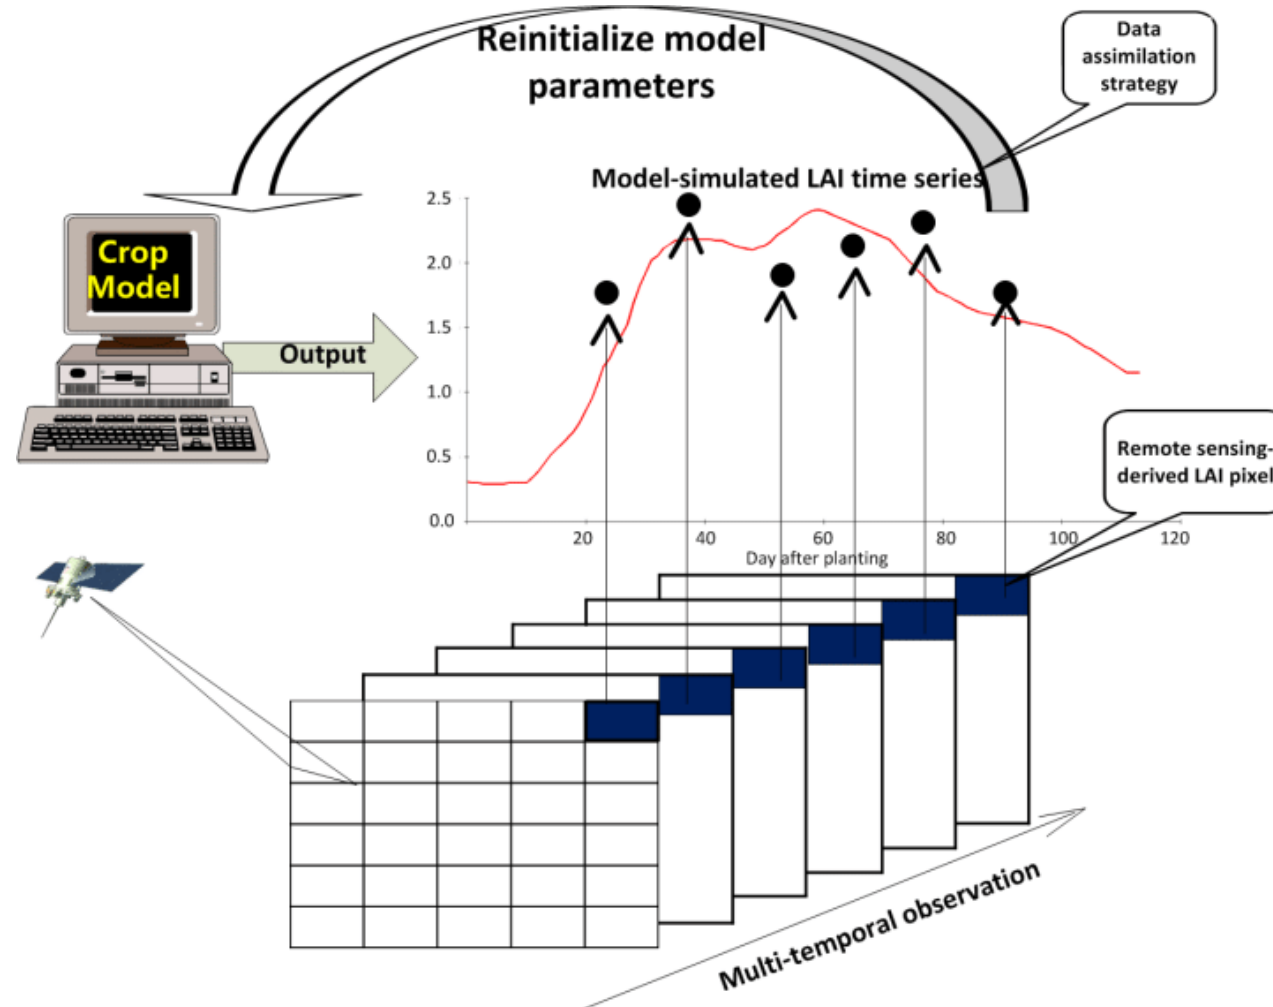 Reinitialize model
parameters
Data
assimilation
strategy
Model-simulated LAI time series
Crop
Model
Output
2.5
2.0
1.5
1.0
0.5
0.0
20
40
60
80
100
120
Day after planting
Remote sensing-
derived LAI pixel
Multi-temporal observation